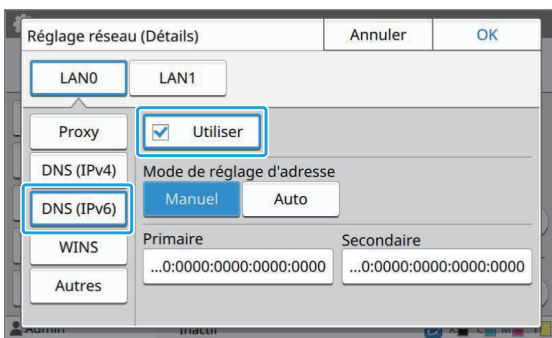 Réglage réseau (Détails) Annuler OK
LAN0 LAN1
Proxy Utiliser
DNS (IPv4) Mode de réglage d'adresse
DNS (IPv6) Manuel Auto
WINS Primaire Secondaire
...0:0000:0000:0000:0000 ...0:0000:0000:0000:0000
Autres
Admin Inactif K C M